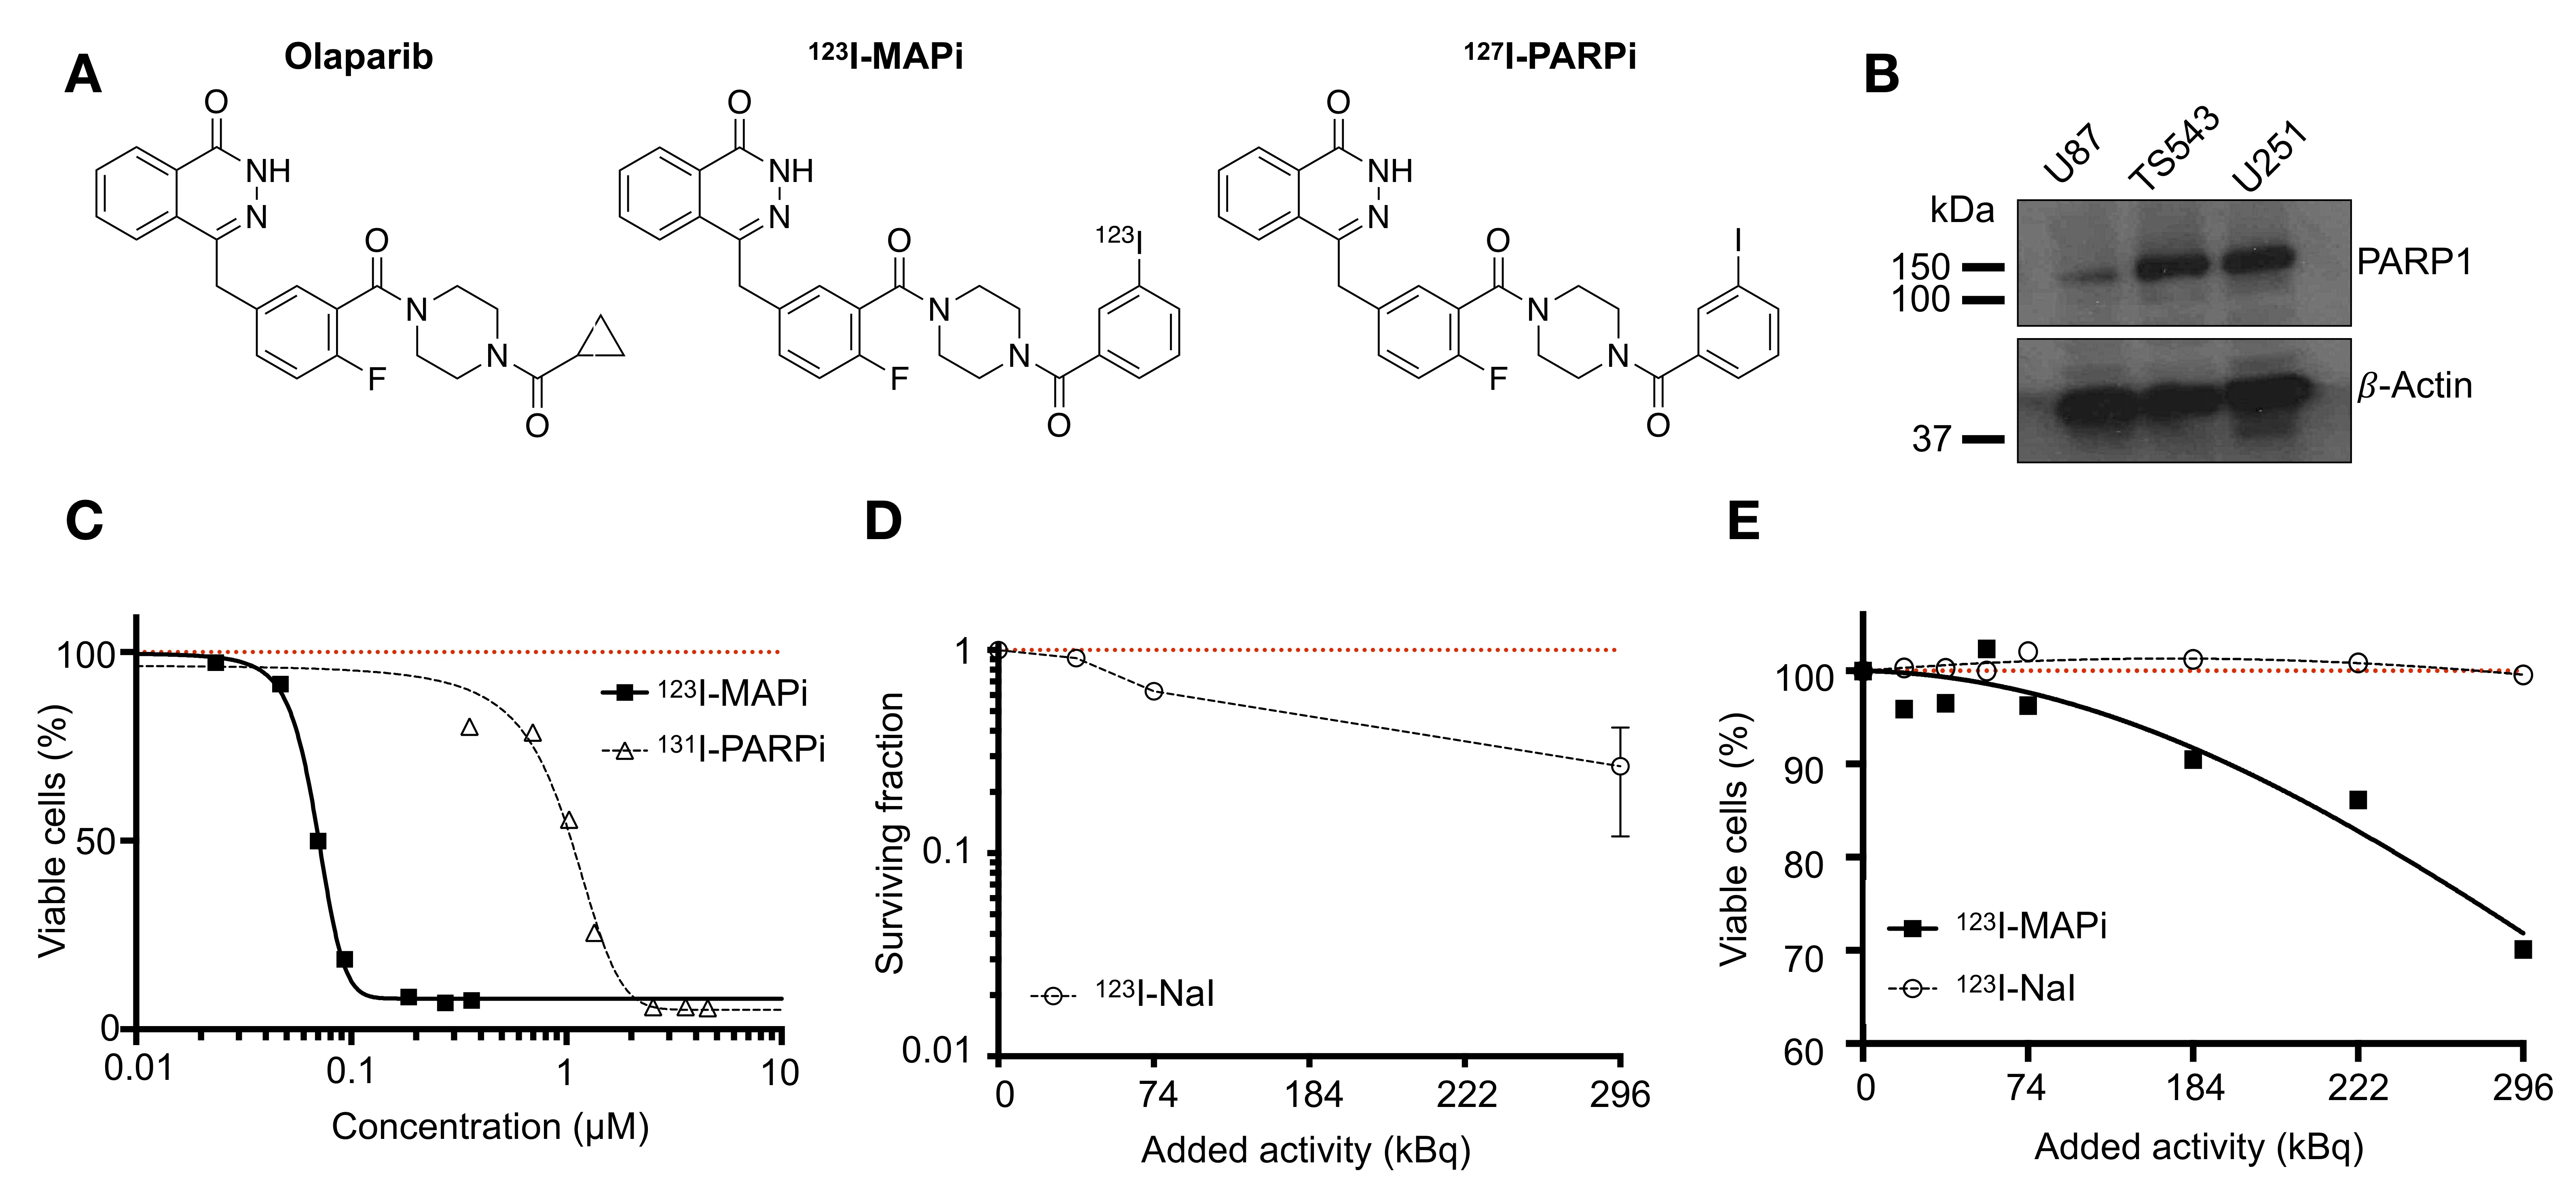 A
Olaparib
¹²³I-MAPi
¹²⁷I-PARPi
O
NH
N
O
N
N
F
O
O
NH
N
O
N
N
F
O
¹²³I
O
NH
N
O
N
N
F
O
I
B
U87
TS543
U251
kDa
150
100
PARP1
37
β-Actin
C
Viable cells (%)
100
50
0
0.01
0.1
1
10
Concentration (µM)
¹²³I-MAPi
¹³¹I-PARPi
D
Surviving fraction
1
0.1
0.01
0
74
184
222
296
Added activity (kBq)
¹²³I-NaI
E
Viable cells (%)
100
90
80
70
60
0
74
184
222
296
Added activity (kBq)
¹²³I-MAPi
¹²³I-NaI